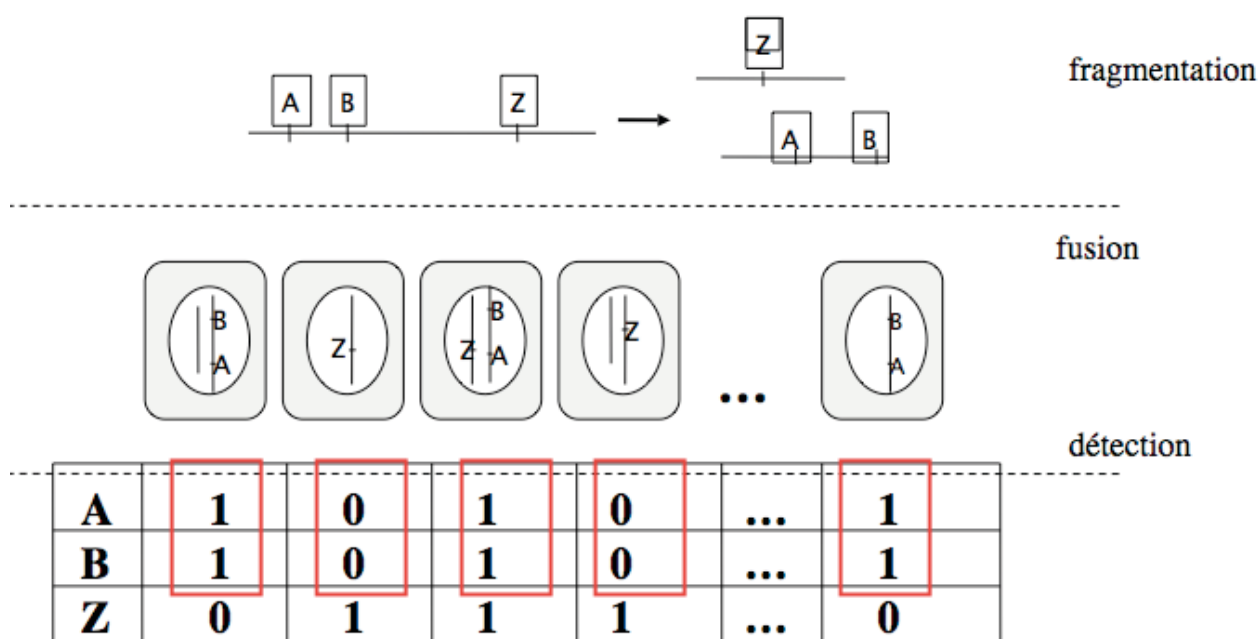 Z
fragmentation
A B Z
A B
fusion
B B B
Z Z
A Z A A
...
détection
A 1 0 1 0 ... 1
B 1 0 1 0 ... 1
Z 0 1 1 1 ... 0